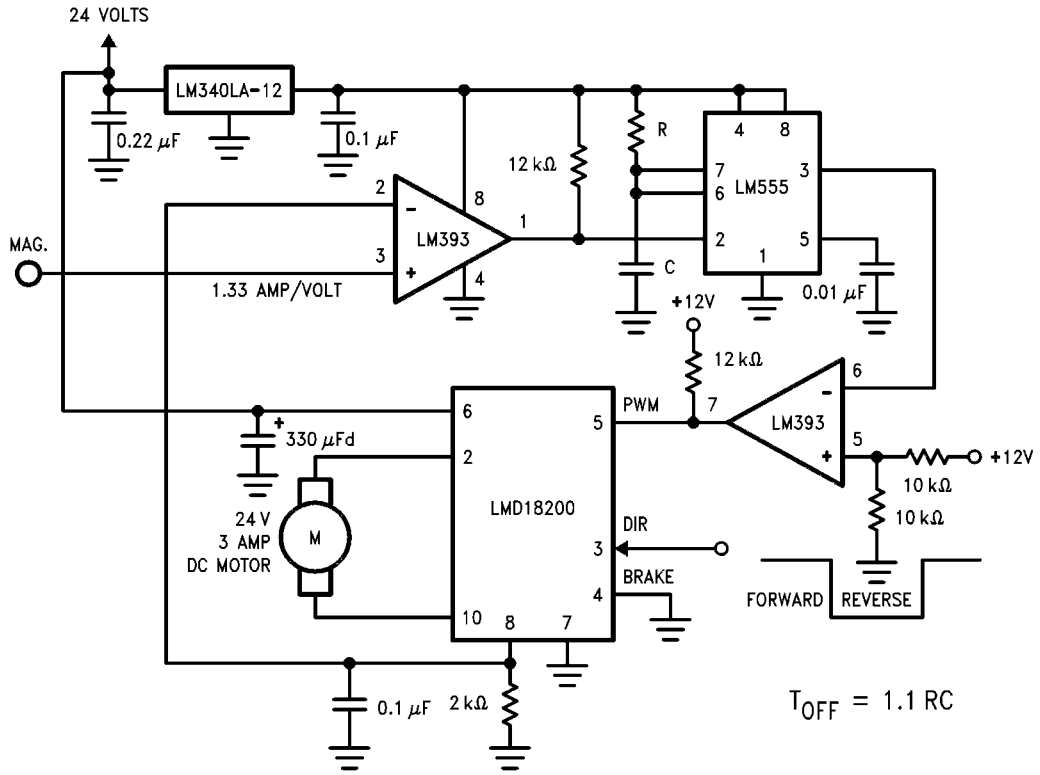 24 VOLTS
LM340LA-12
0.22 μF
0.1 μF
12 kΩ
R
4
8
7
6
LM555
3
2
5
1
C
0.01 μF
MAG.
2
-
3
+
8
LM393
1
4
1.33 AMP/VOLT
+12V
12 kΩ
6
-
7
LM393
5
+
+12V
10 kΩ
10 kΩ
PWM
6
5
330 μFd
+
2
LMD18200
24 V
3 AMP
DC MOTOR
M
DIR
3
BRAKE
4
10
8
7
FORWARD
REVERSE
0.1 μF
2 kΩ
TOFF = 1.1 RC